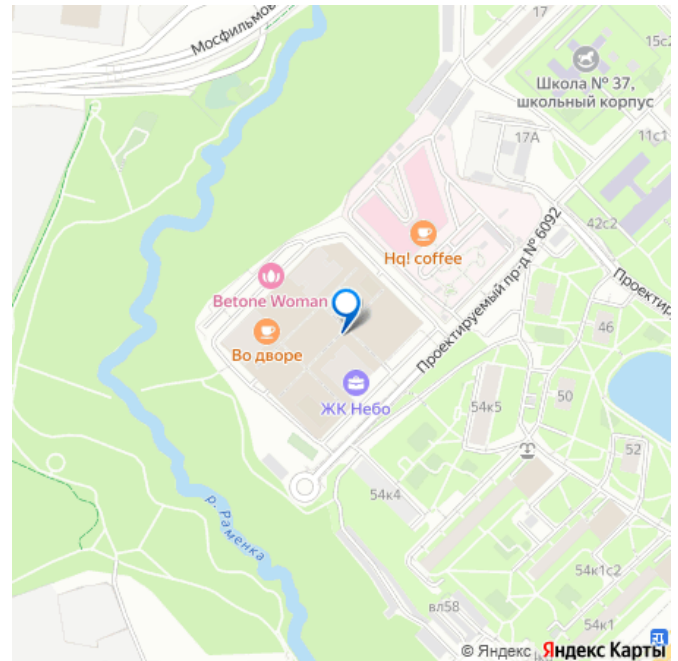 17
15с2
Мосфильмов
Школа № 37,
школьный корпус
17А
11с1
42с2
Hq! coffee
Проектируемый пр-д № 6092
Проектир
Betone Woman
Во дворе
46
ЖК Небо
54к5
50
52
54к4
р. Раменка
54к1с2
вл58
54к1
© Яндекс Яндекс Карты